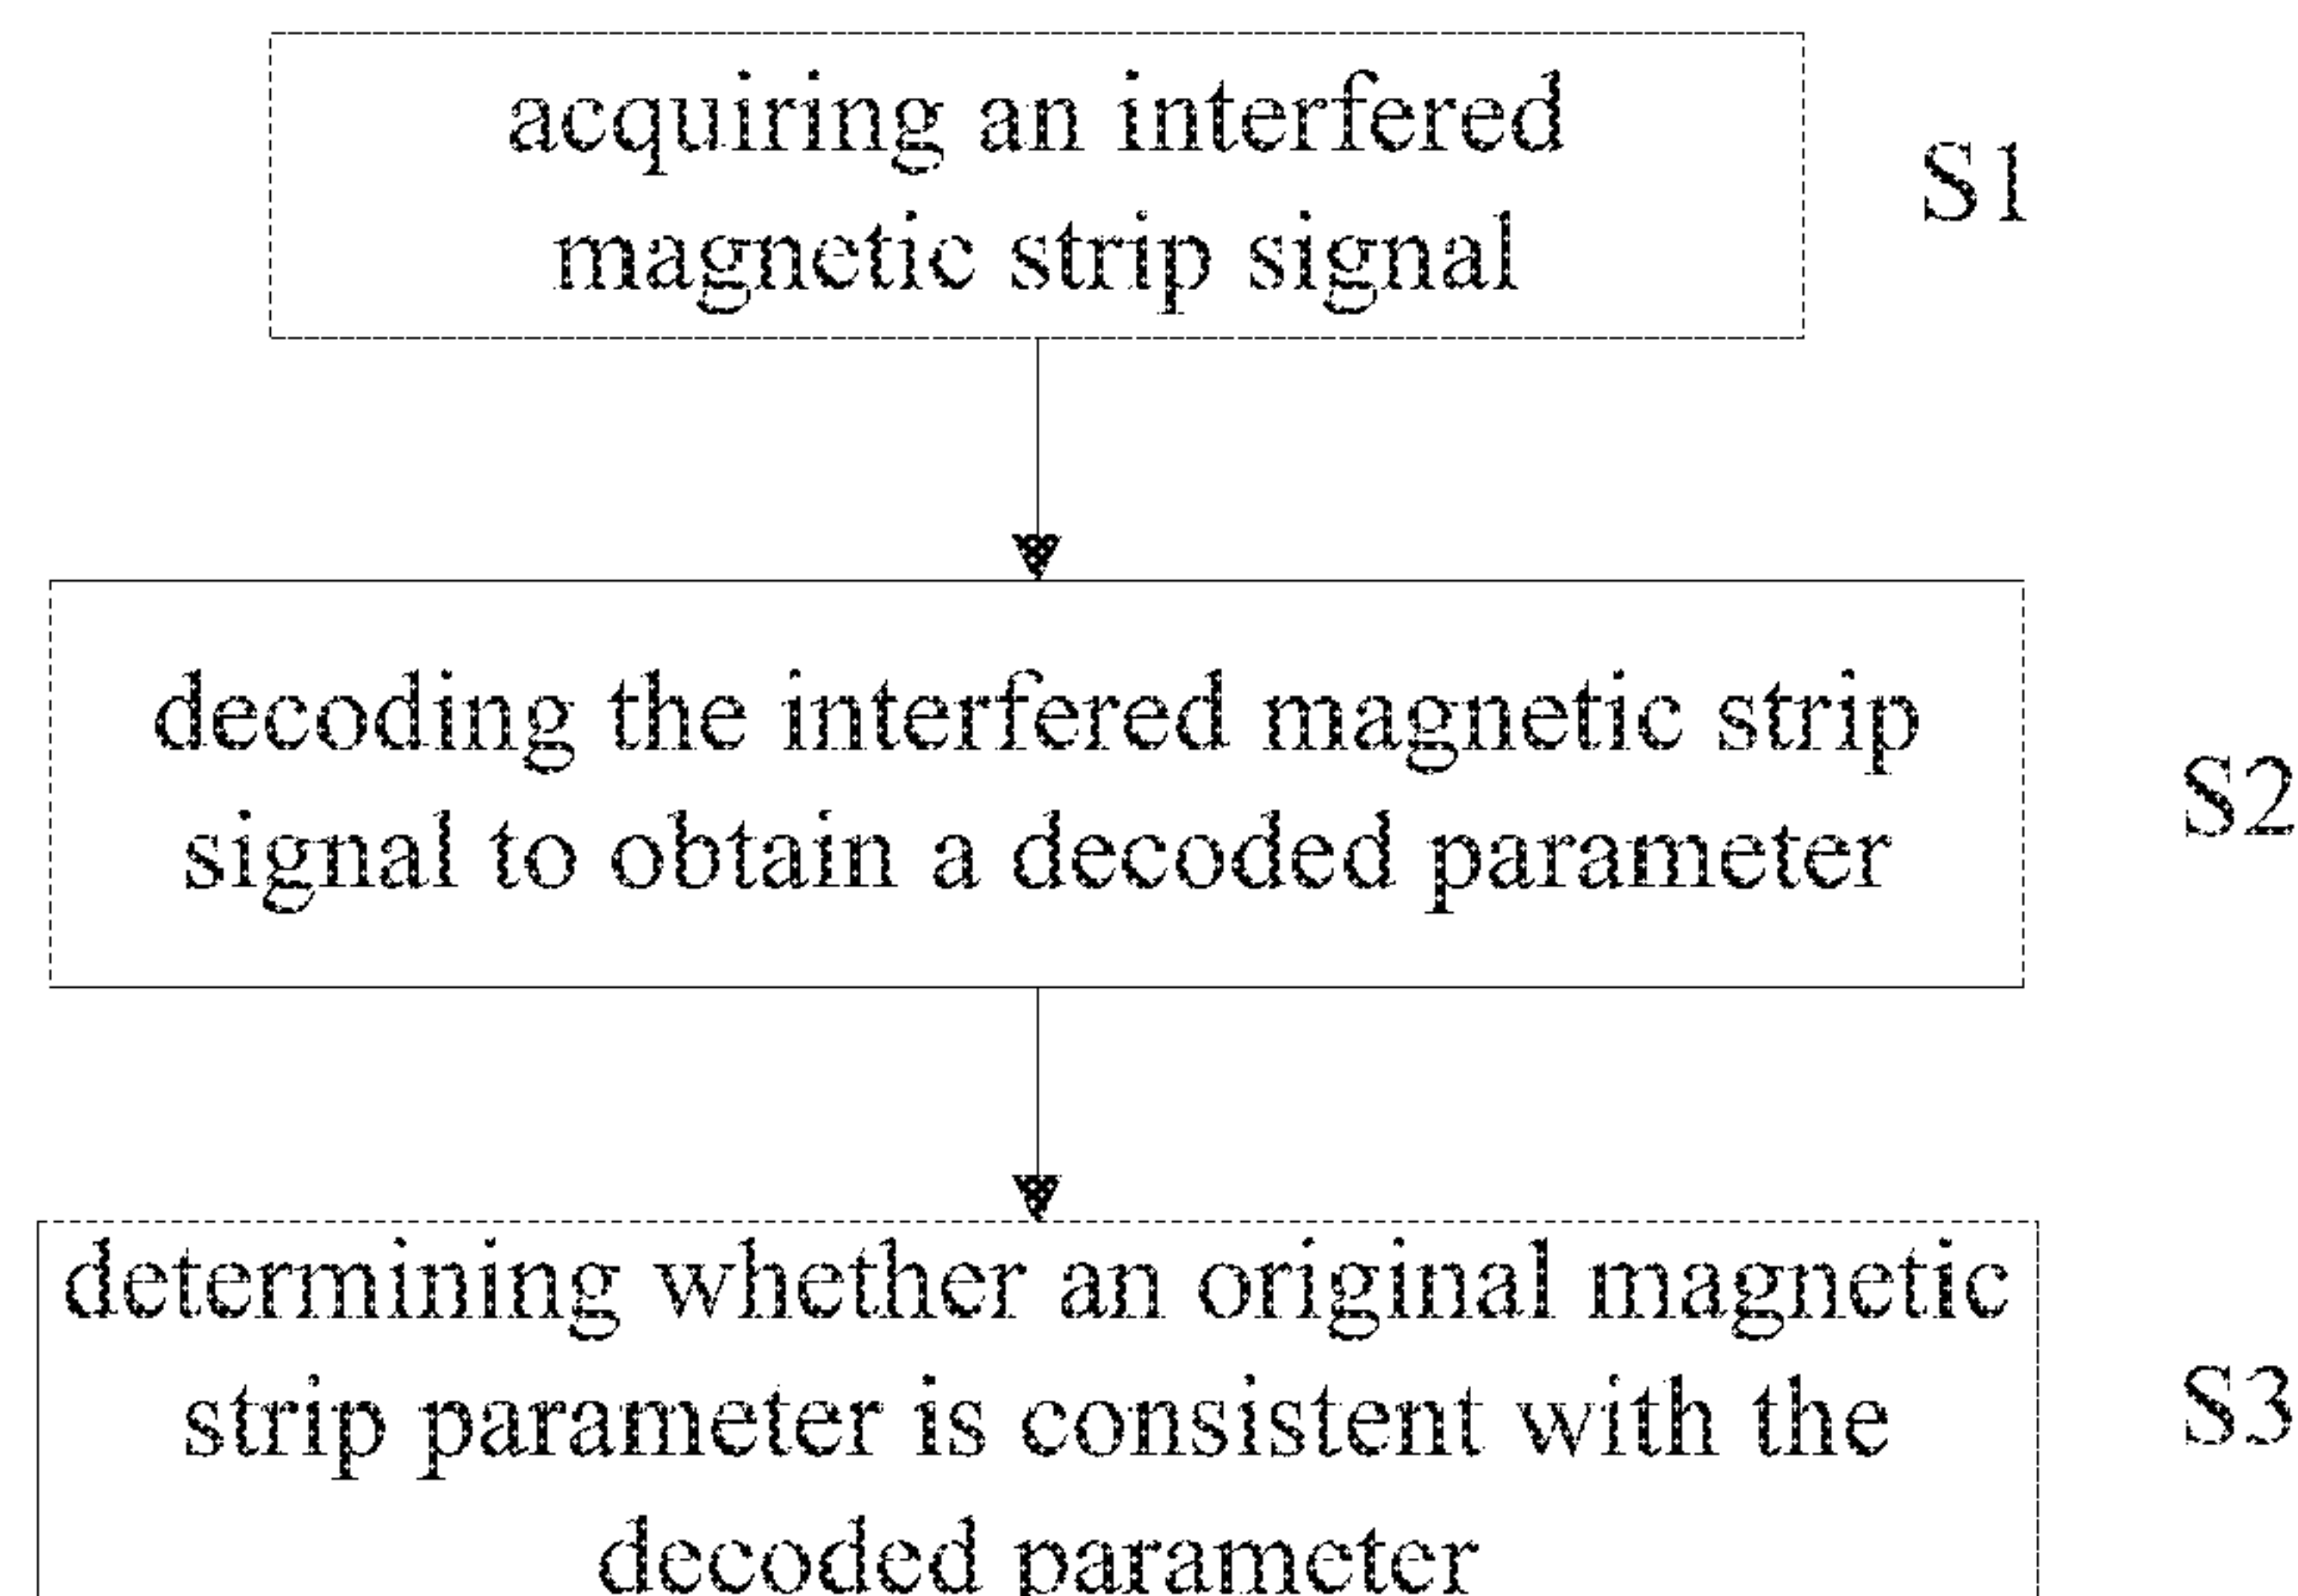 acquiring an interfered
magnetic strip signal
S1
decoding the interfered magnetic strip
signal to obtain a decoded parameter
S2
determining whether an original magnetic
strip parameter is consistent with the
decoded parameter
S3